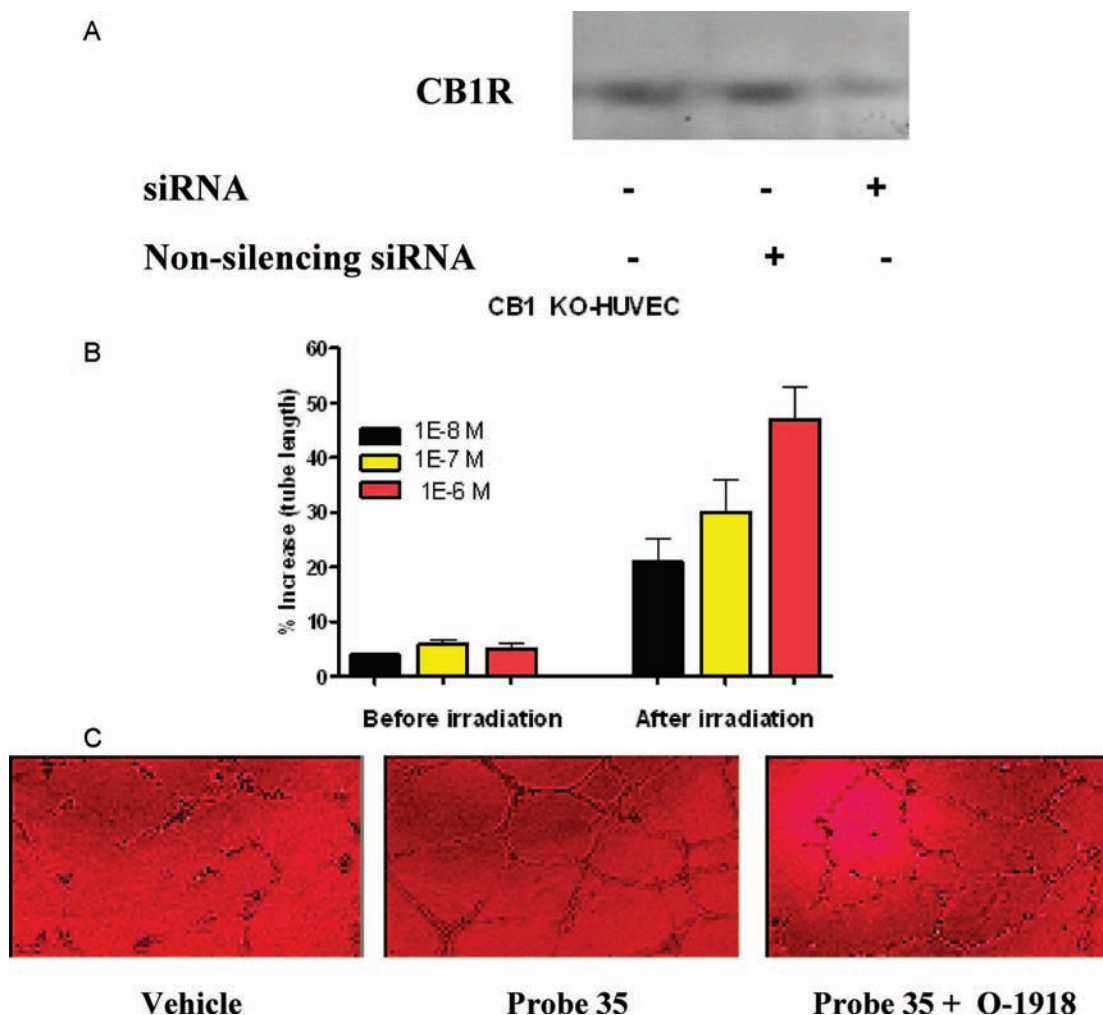 A
CB1R
siRNA - - +
Non-silencing siRNA - + -
CB1 KO-HUVEC
B
% Increase (tube length)
60
50
40
30
20
10
0
1E-8 M
1E-7 M
1E-6 M
Before irradiation After irradiation
C
Vehicle Probe 35 Probe 35 + O-1918